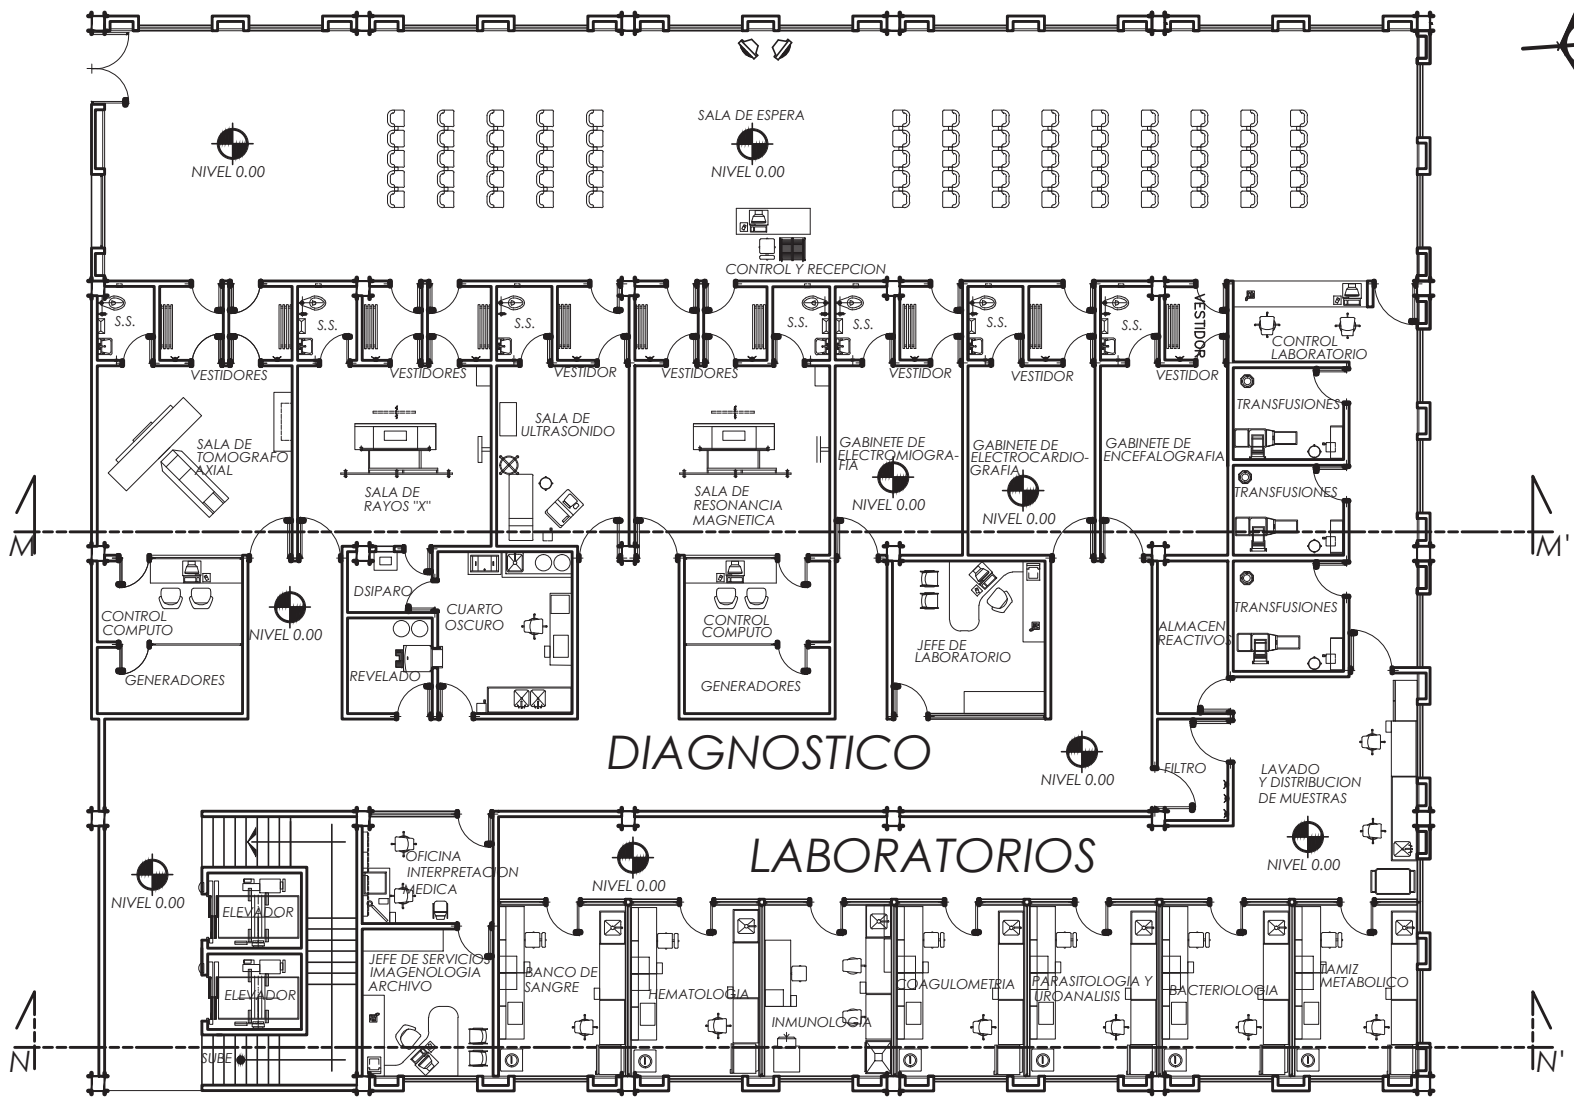 SALA DE ESPERA
NIVEL 0.00
NIVEL 0.00
CONTROL Y RECEPCION
S.S.
S.S.
S.S.
S.S.
S.S.
S.S.
S.S.
VESTIDOR
CONTROL
LABORATORIO
VESTIDORES
VESTIDORES
VESTIDOR
VESTIDORES
VESTIDOR
VESTIDOR
VESTIDOR
TRANSFUSIONES
SALA DE
TOMOGRAFO
AXIAL
SALA DE
RAYOS "X"
SALA DE
ULTRASONIDO
SALA DE
RESONANCIA
MAGNETICA
GABINETE DE
ELECTROMIOGRA-
FIA
NIVEL 0.00
GABINETE DE
ELECTROCARDIO-
GRAFIA
NIVEL 0.00
GABINETE DE
ENCEFALOGRAFIA
TRANSFUSIONES
M
M'
CONTROL
COMPUTO
NIVEL 0.00
DSIPARO
CUARTO
OSCURO
CONTROL
COMPUTO
JEFE DE
LABORATORIO
ALMACEN
REACTIVOS
TRANSFUSIONES
GENERADORES
REVELADO
GENERADORES
DIAGNOSTICO
NIVEL 0.00
FILTRO
LAVADO
Y DISTRIBUCION
DE MUESTRAS
NIVEL 0.00
LABORATORIOS
NIVEL 0.00
NIVEL 0.00
OFICINA
INTERPRETACION
MEDICA
ELEVADOR
ELEVADOR
JEFE DE SERVICIOS
IMAGENOLOGIA
ARCHIVO
BANCO DE
SANGRE
HEMATOLOGIA
INMUNOLOGIA
COAGULOMETRIA
PARASITOLOGIA Y
UROANALISIS
BACTERIOLOGIA
TAMIZ
METABOLICO
SUBE
N
N'